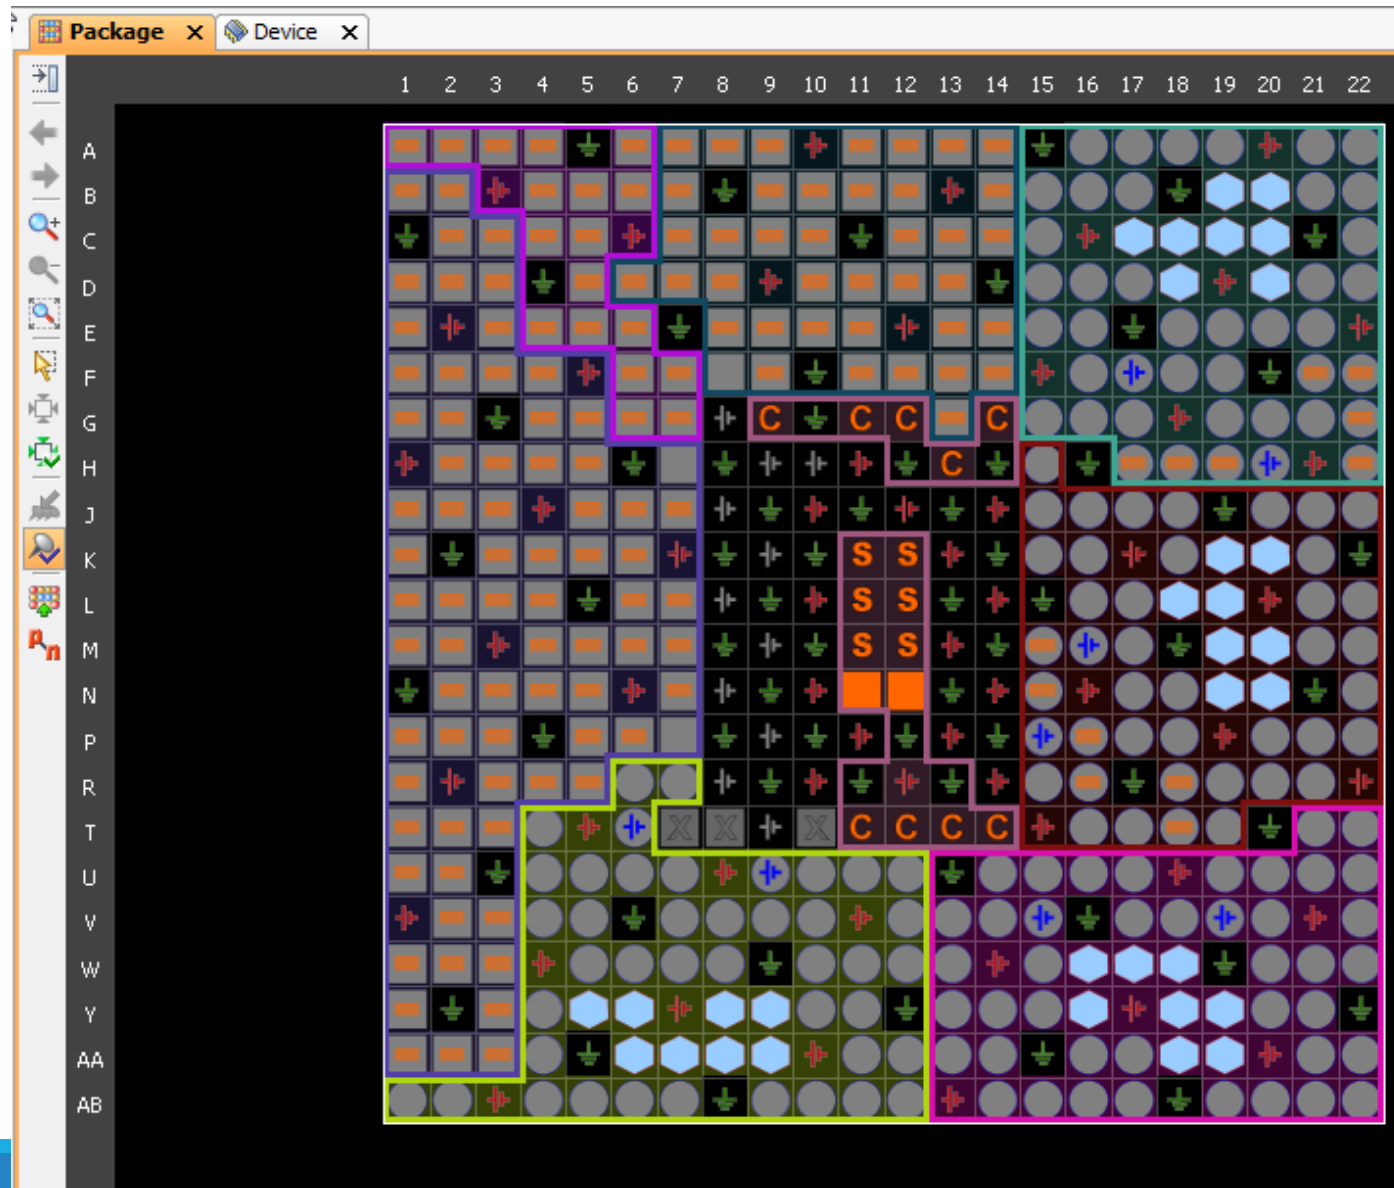 Package X Device X
1 2 3 4 5 6 7 8 9 10 11 12 13 14 15 16 17 18 19 20 21 22
A
B
C
D
E
F
G C C C C
H C
J
K S S
L S S
M S S
N
P
R
T X X X C C C C
U
V
W
Y
AA
AB
Pn